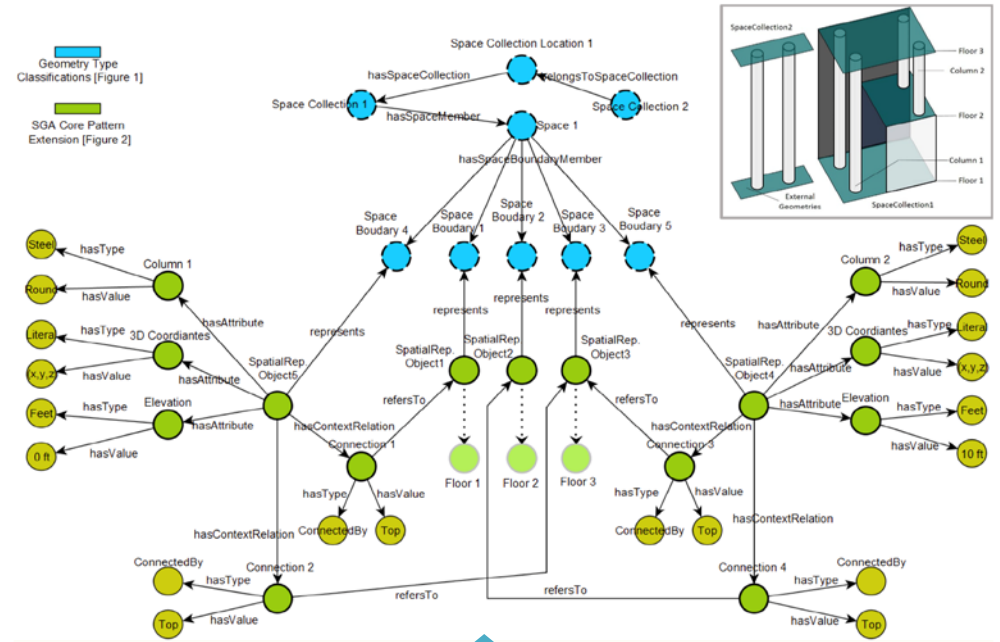 Geometry Type
Classifications [Figure 1]
SGA Core Pattern
Extension [Figure 2]
Space Collection Location 1
hasSpaceCollection
belongsToSpaceCollection
Space Collection 1
Space Collection 2
hasSpaceMember
Space 1
hasSpaceBoundaryMember
Space
Boudary 4
Space
Boudary 1
Space
Boudary 2
Space
Boudary 3
Space
Boudary 5
SpaceCollection2
Floor 3
Column 2
Floor 2
Column 1
Floor 1
External
Geometries
SpaceCollection1
Steel
hasType
Column 1
Round
hasValue
hasAttribute
Literal
hasType
3D Coordiantes
(x,y,z)
hasValue
hasAttribute
Feet
hasType
Elevation
hasAttribute
0 ft
hasValue
represents
SpatialRep.
Object5
represents
SpatialRep.
Object1
represents
SpatialRep.
Object2
represents
SpatialRep.
Object3
represents
SpatialRep.
Object4
Column 2
hasType
Steel
hasValue
Round
hasAttribute
3D Coordiantes
hasType
Literal
hasValue
(x,y,z)
hasAttribute
Elevation
hasType
Feet
hasAttribute
hasValue
10 ft
refersTo
hasContextRelation
Connection 1
hasType
hasValue
ConnectedBy
Top
Floor 1
Floor 2
Floor 3
refersTo
hasContextRelation
Connection 3
hasType
hasValue
ConnectedBy
Top
hasContextRelation
Connection 2
ConnectedBy
hasType
Top
hasValue
refersTo
refersTo
hasContextRelation
Connection 4
hasType
ConnectedBy
hasValue
Top